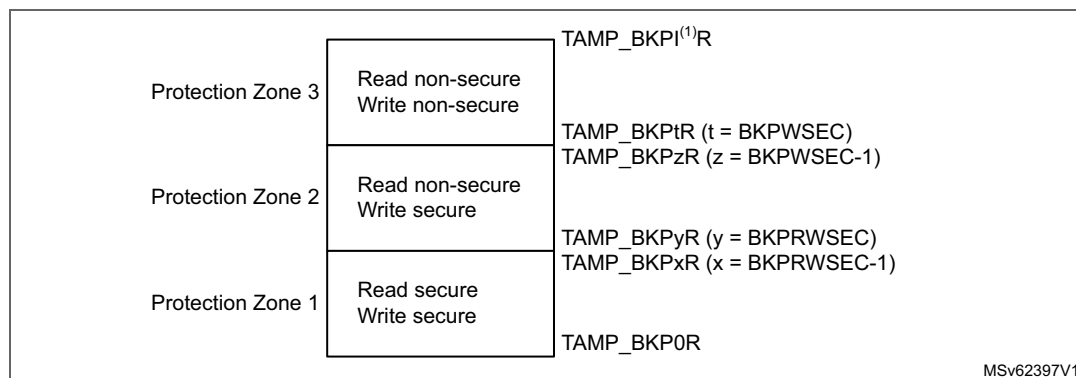 TAMP_BKPI(1)R
Protection Zone 3
Read non-secure
Write non-secure
TAMP_BKPtR (t = BKPWSEC)
TAMP_BKPzR (z = BKPWSEC-1)
Protection Zone 2
Read non-secure
Write secure
TAMP_BKPyR (y = BKPRWSEC)
TAMP_BKPxR (x = BKPRWSEC-1)
Protection Zone 1
Read secure
Write secure
TAMP_BKP0R
MSv62397V1